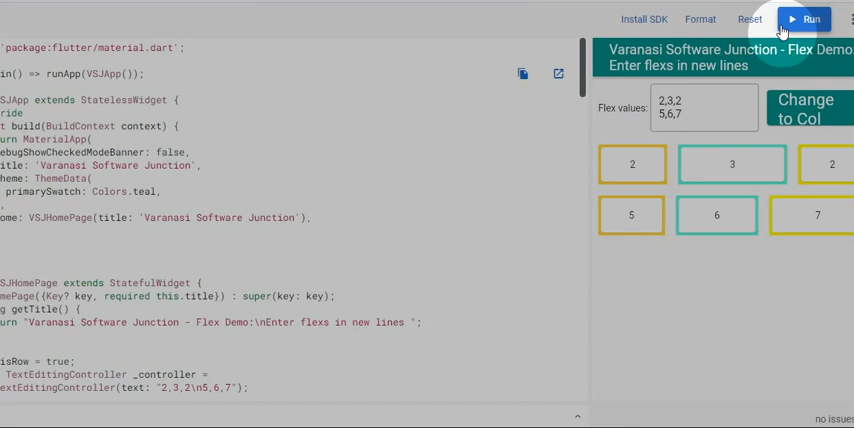 Install SDK Format Reset Run
'package:flutter/material.dart';
in() => runApp(VSJApp());
SJApp extends StatelessWidget {
ride
t build(BuildContext context) {
urn MaterialApp(
ebugShowCheckedModeBanner: false,
itle: 'Varanasi Software Junction',
heme: ThemeData(
primarySwatch: Colors.teal,
,
ome: VSJHomePage(title: 'Varanasi Software Junction'),
SJHomePage extends StatefulWidget {
mePage({Key? key, required this.title}) : super(key: key);
g getTitle() {
urn "Varanasi Software Junction - Flex Demo:\nEnter flexs in new lines ";
isRow = true;
TextEditingController _controller =
extEditingController(text: "2,3,2\n5,6,7");
Varanasi Software Junction - Flex Demo:
Enter flexs in new lines
Flex values:
2,3,2
5,6,7
Change
to Col
2 3 2
5 6 7
no issues